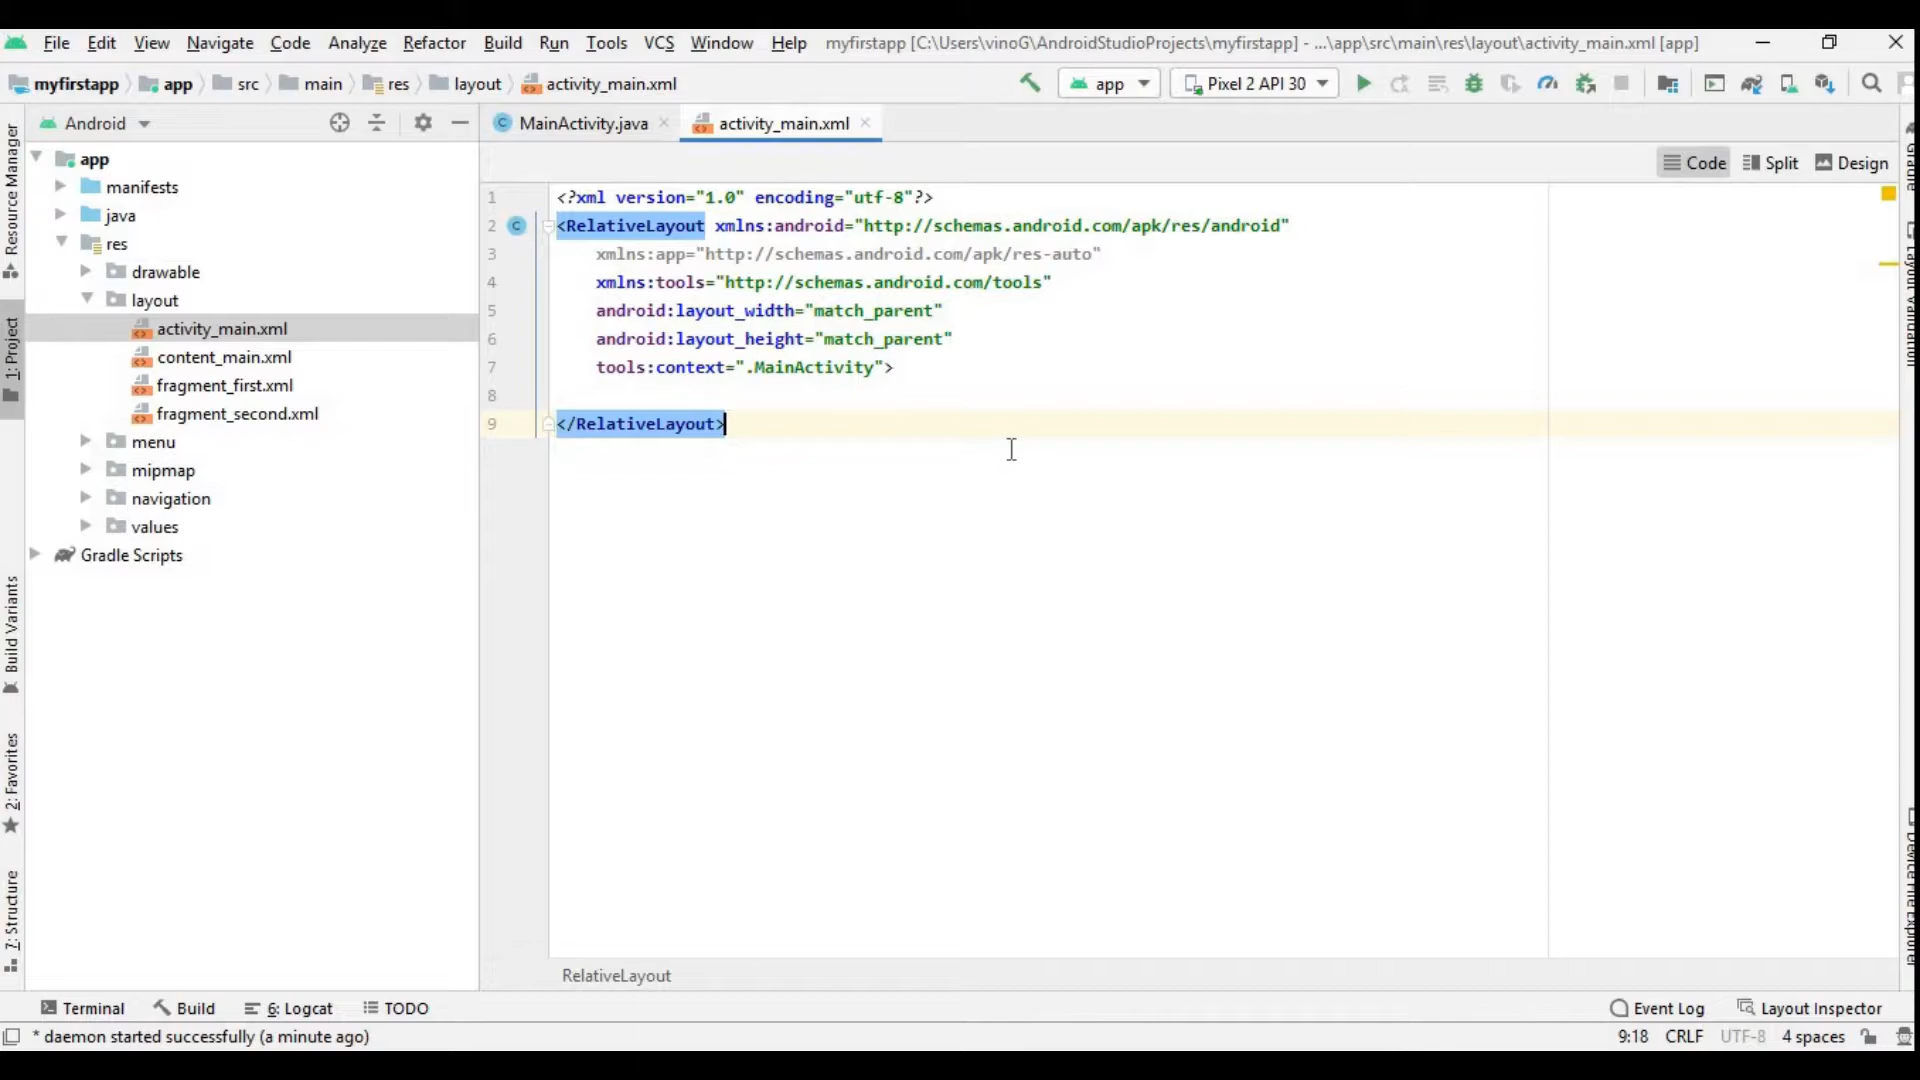 File Edit View Navigate Code Analyze Refactor Build Run Tools VCS Window Help myfirstapp [C:\Users\vinoG\AndroidStudioProjects\myfirstapp] - ...\app\src\main\res\layout\activity_main.xml [app]
myfirstapp app src main res layout activity_main.xml app Pixel 2 API 30
Android MainActivity.java activity_main.xml
Code Split Design
Resource Manager
1: Project
Build Variants
2: Favorites
7: Structure
app
manifests
java
res
drawable
layout
activity_main.xml
content_main.xml
fragment_first.xml
fragment_second.xml
menu
mipmap
navigation
values
Gradle Scripts
1 <?xml version="1.0" encoding="utf-8"?>
2 <RelativeLayout xmlns:android="http://schemas.android.com/apk/res/android"
3 xmlns:app="http://schemas.android.com/apk/res-auto"
4 xmlns:tools="http://schemas.android.com/tools"
5 android:layout_width="match_parent"
6 android:layout_height="match_parent"
7 tools:context=".MainActivity">
8
9 </RelativeLayout>
Gradle
Layout Validation
Device File Explorer
RelativeLayout
Terminal Build 6: Logcat TODO Event Log Layout Inspector
* daemon started successfully (a minute ago) 9:18 CRLF UTF-8 4 spaces